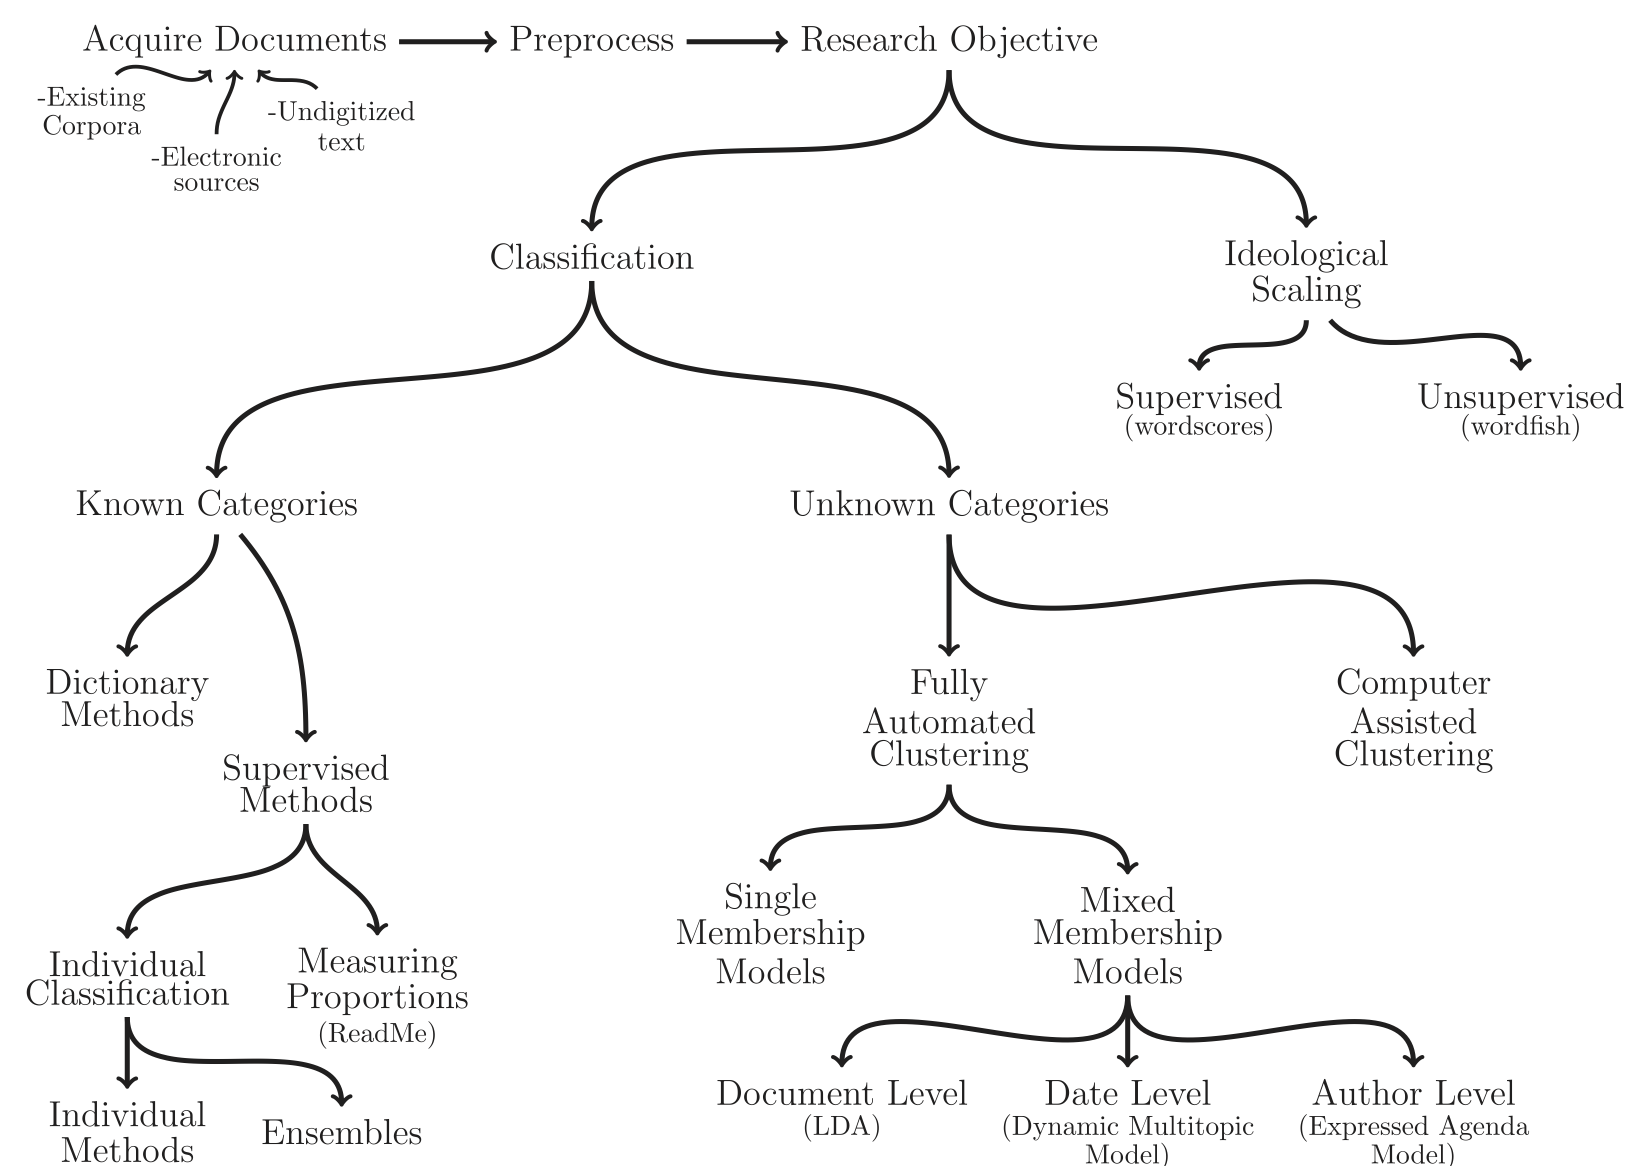 Acquire Documents
Preprocess
Research Objective
-Existing
Corpora
-Electronic
sources
-Undigitized
text
Classification
Ideological
Scaling
Supervised
(wordscores)
Unsupervised
(wordfish)
Known Categories
Unknown Categories
Dictionary
Methods
Supervised
Methods
Fully
Automated
Clustering
Computer
Assisted
Clustering
Individual
Classification
Measuring
Proportions
(ReadMe)
Single
Membership
Models
Mixed
Membership
Models
Individual
Methods
Ensembles
Document Level
(LDA)
Date Level
(Dynamic Multitopic
Model)
Author Level
(Expressed Agenda
Model)